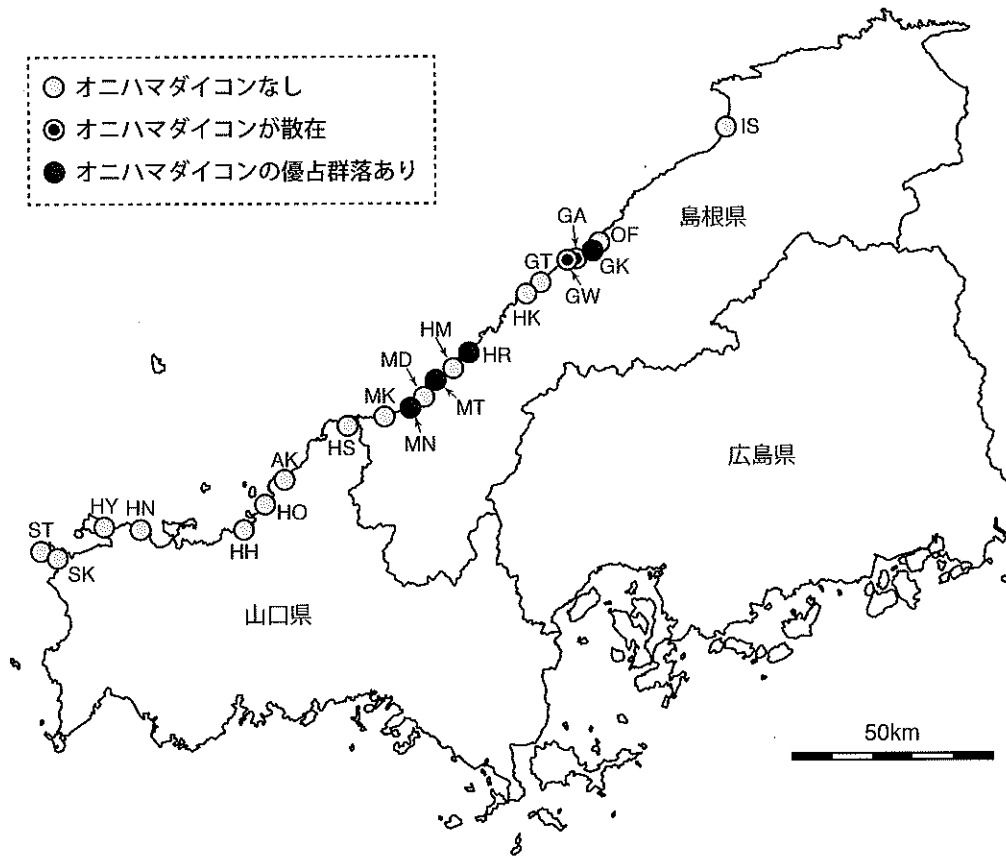 オニハマダイコンなし
オニハマダイコンが散在
オニハマダイコンの優占群落あり
IS
島根県
GA
OF
GT
GK
GW
HK
HM
HR
MD
MT
MK
MN
HS
広島県
AK
HY
HN
HO
ST
HH
SK
山口県
50km